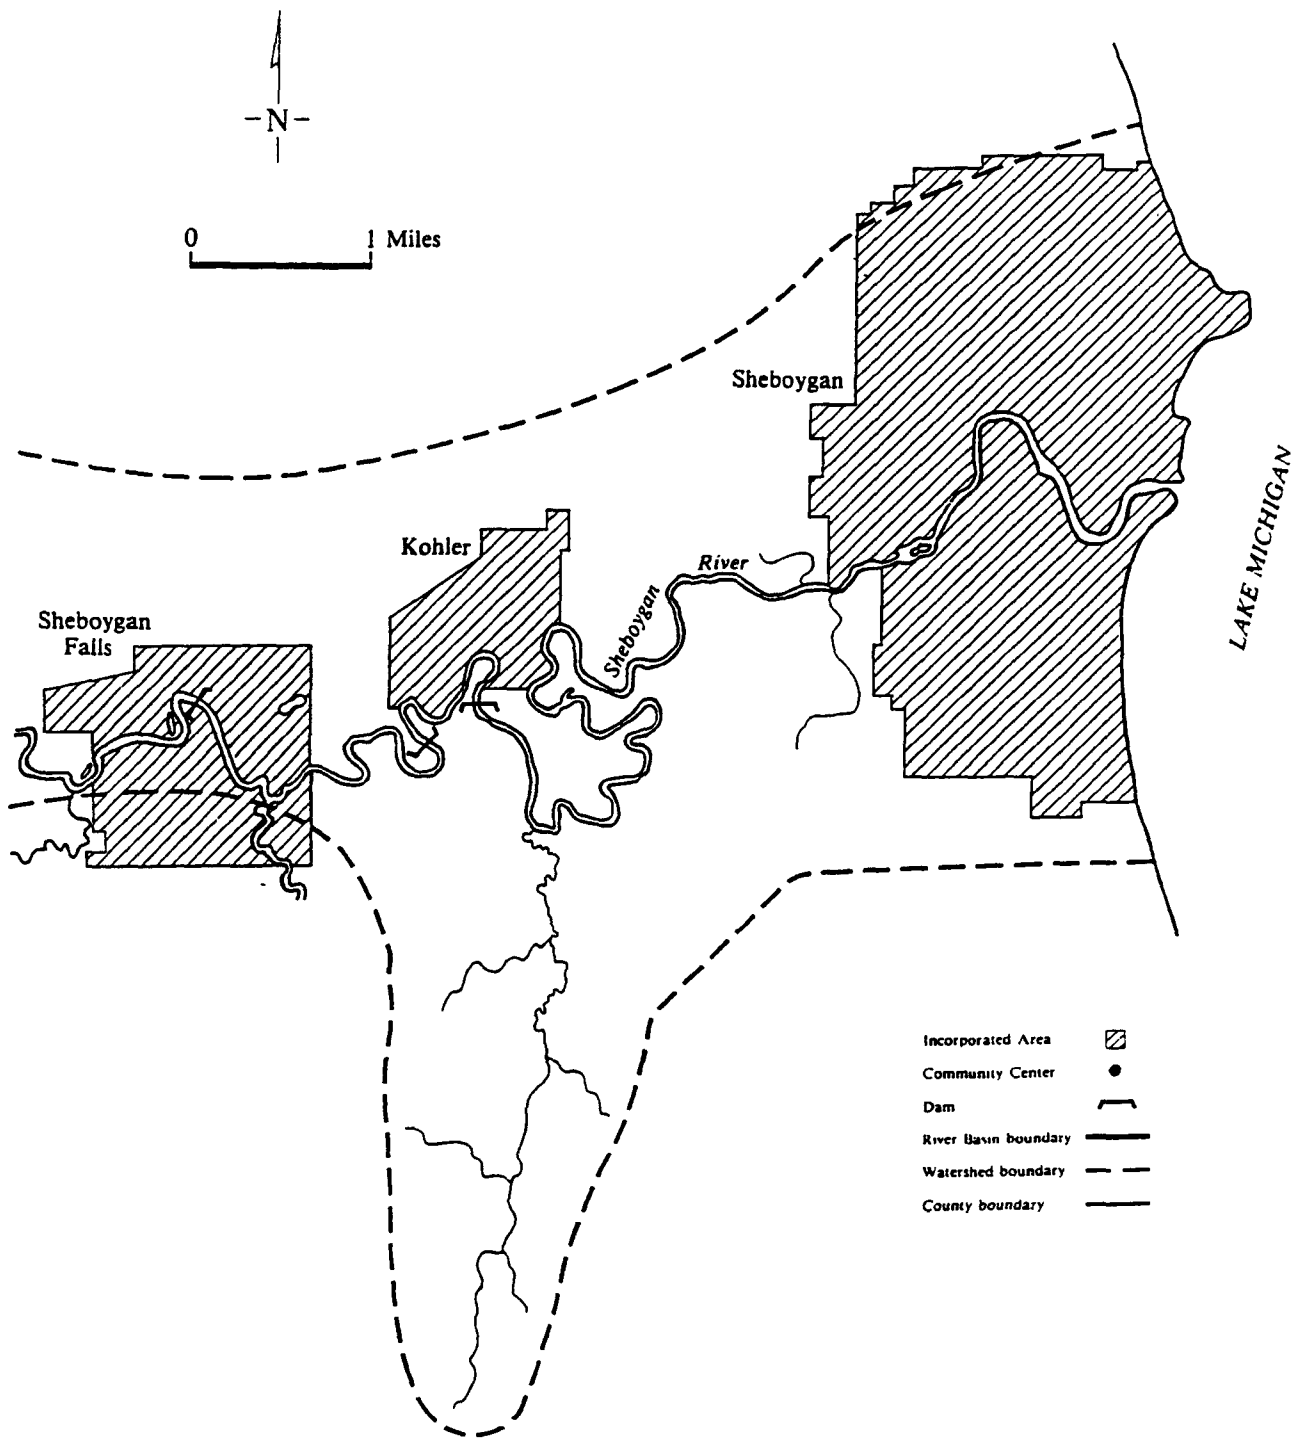 -N-
0 1 Miles
Sheboygan
Kohler
River
Sheboygan
Sheboygan
Falls
LAKE MICHIGAN
Incorporated Area
Community Center
Dam
River Basin boundary
Watershed boundary
County boundary